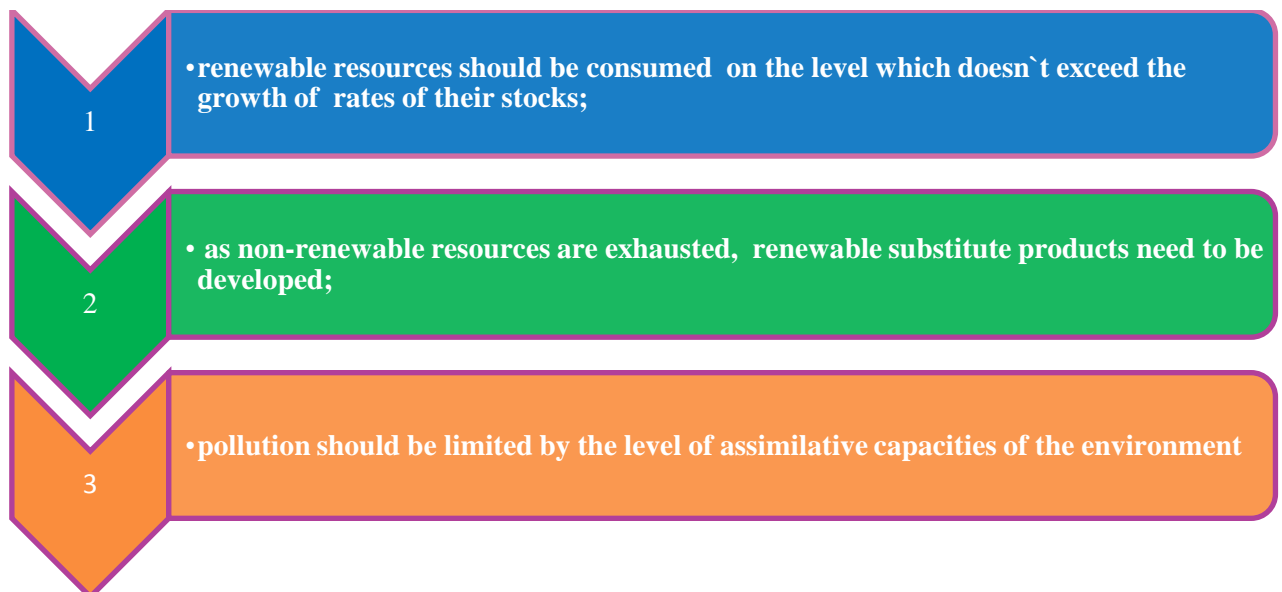 1
•renewable resources should be consumed on the level which doesn`t exceed the
growth of rates of their stocks;
2
• as non-renewable resources are exhausted, renewable substitute products need to be
developed;
3
•pollution should be limited by the level of assimilative capacities of the environment